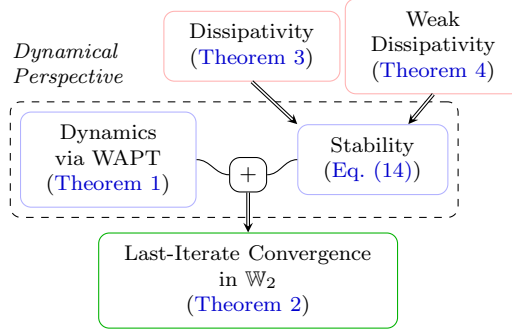 Dynamical
Perspective
Dissipativity
(Theorem 3)
Weak
Dissipativity
(Theorem 4)
Dynamics
via WAPT
(Theorem 1)
+
Stability
(Eq. (14))
Last-Iterate Convergence
in 𝕎₂
(Theorem 2)